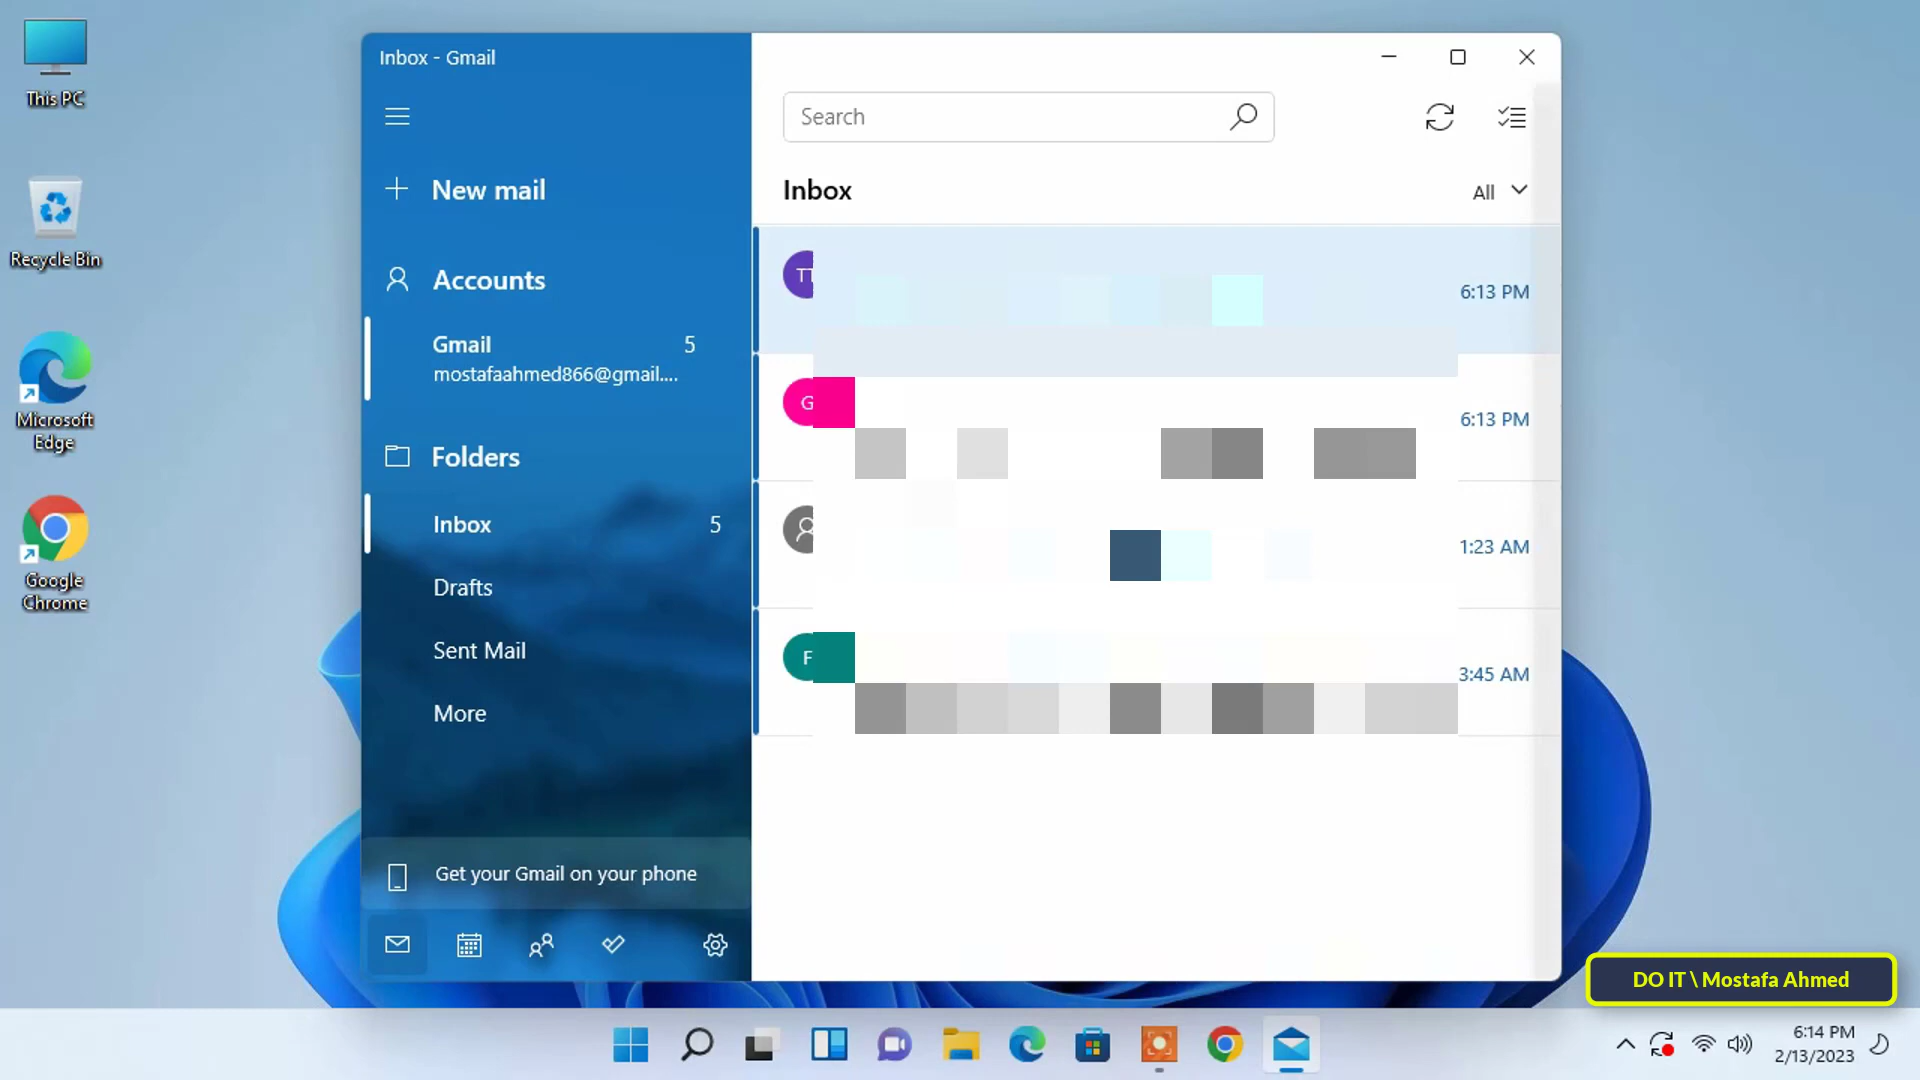 This PC
Recycle Bin
Microsoft
Edge
Google
Chrome
Inbox - Gmail
New mail
Accounts
Gmail 5
mostafaahmed866@gmail....
Folders
Inbox 5
Drafts
Sent Mail
More
Get your Gmail on your phone
Search
Inbox
All
6:13 PM
G
6:13 PM
1:23 AM
F
3:45 AM
DO IT \ Mostafa Ahmed
6:14 PM
2/13/2023